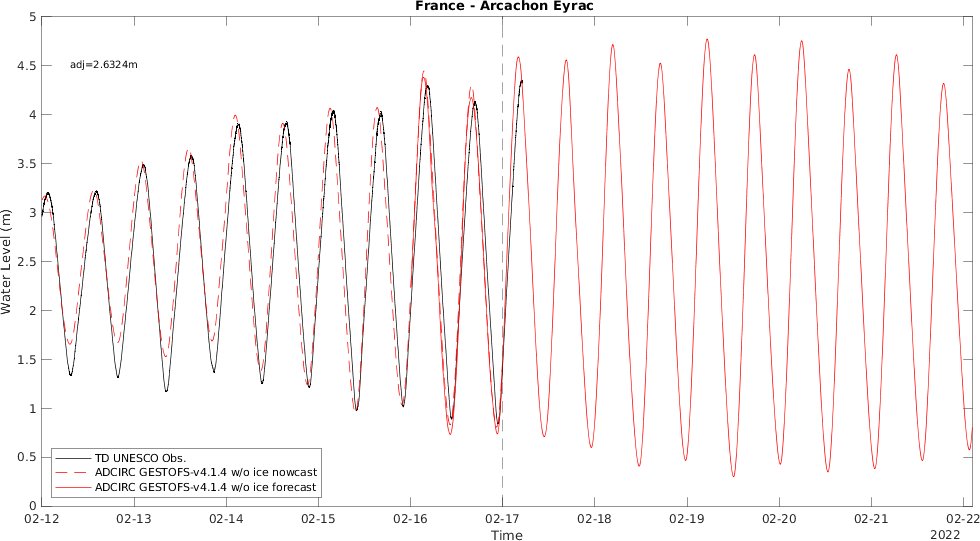 France - Arcachon Eyrac
adj=2.6324m
Water Level (m)
5
4.5
4
3.5
3
2.5
2
1.5
1
0.5
0
TD UNESCO Obs.
ADCIRC GESTOFS-v4.1.4 w/o ice nowcast
ADCIRC GESTOFS-v4.1.4 w/o ice forecast
02-12 02-13 02-14 02-15 02-16 02-17 02-18 02-19 02-20 02-21 02-22
Time
2022